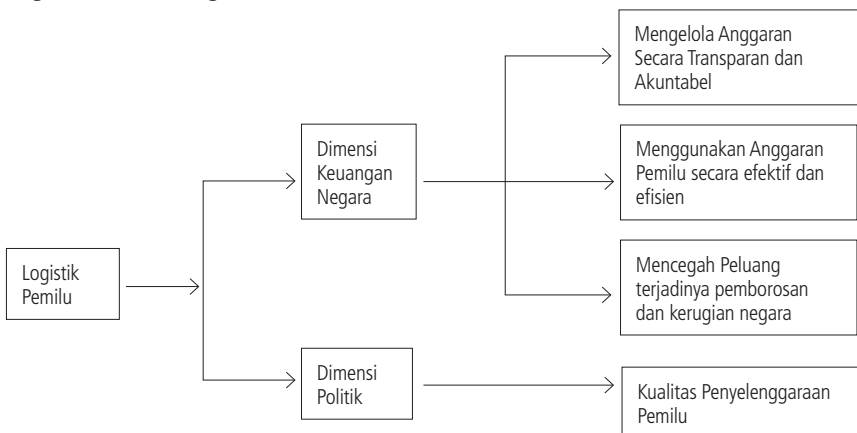 Mengelola Anggaran
Secara Transparan dan
Akuntabel
Dimensi
Keuangan
Negara
Menggunakan Anggaran
Pemilu secara efektif dan
efisien
Logistik
Pemilu
Mencegah Peluang
terjadinya pemborosan
dan kerugian negara
Dimensi
Politik
Kualitas Penyelenggaraan
Pemilu